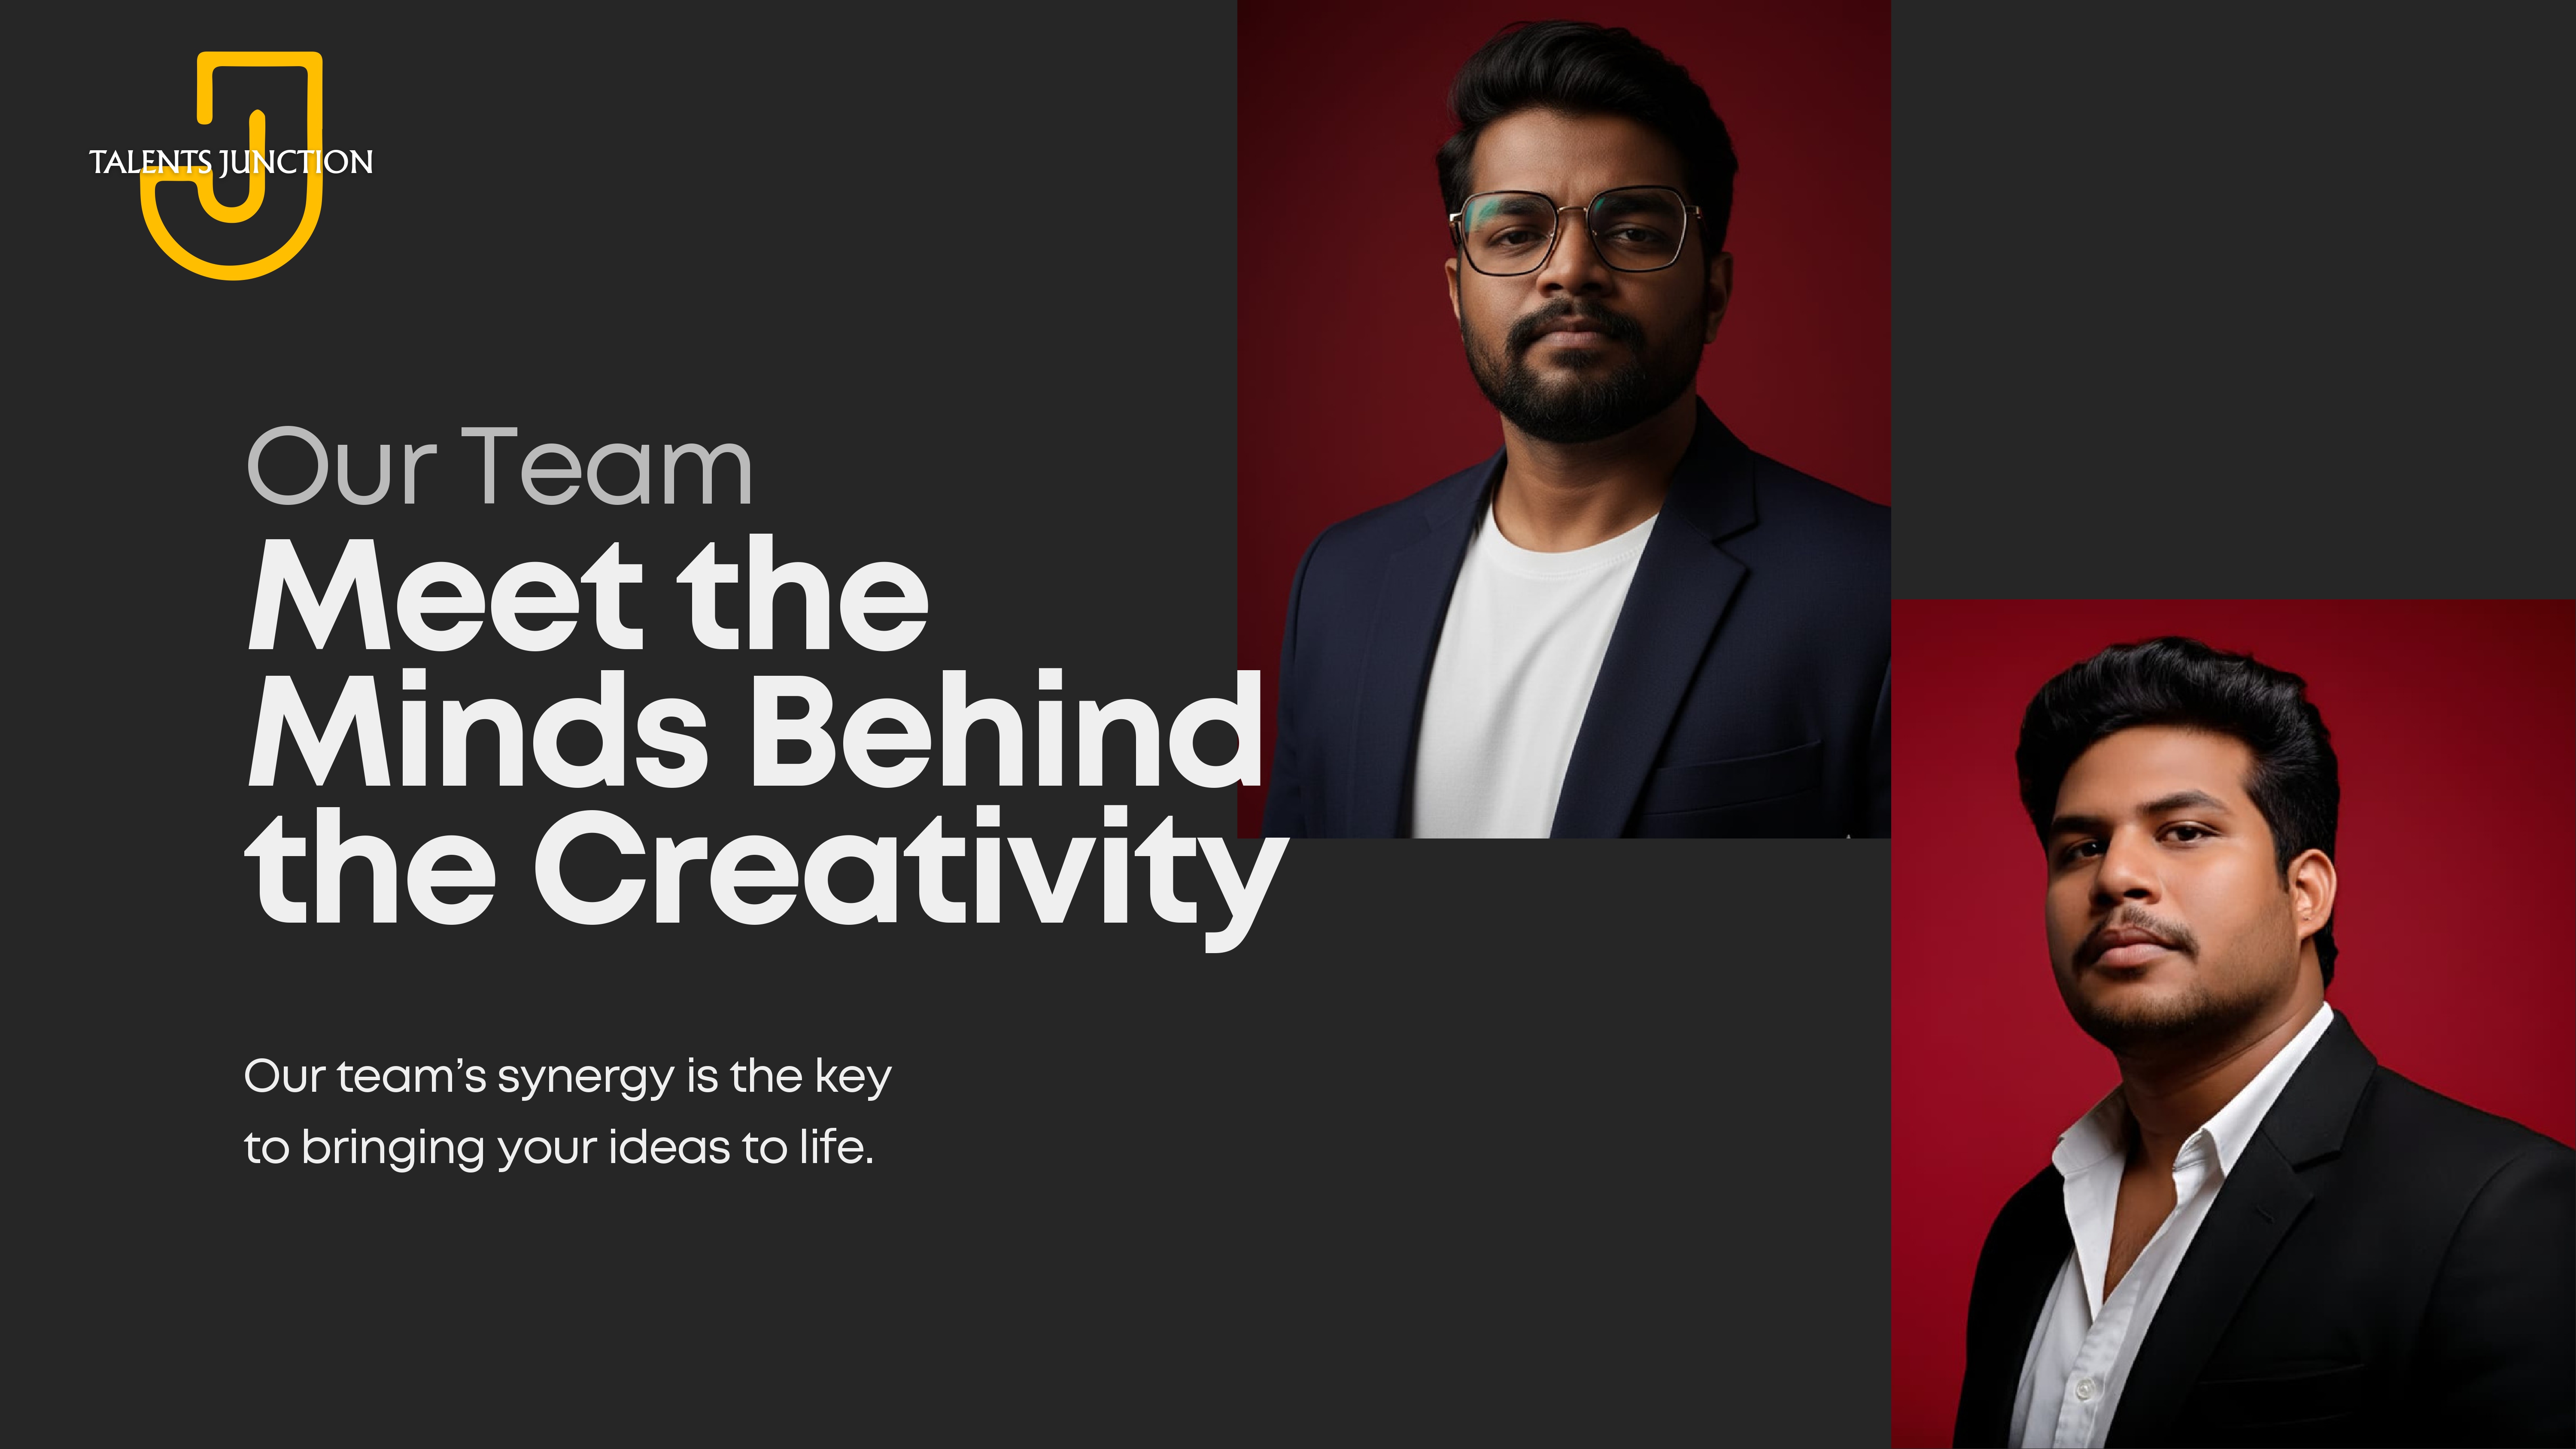 TALENTS JUNCTION
Our Team
Meet the
Minds Behind
the Creativity
Our team’s synergy is the key
to bringing your ideas to life.